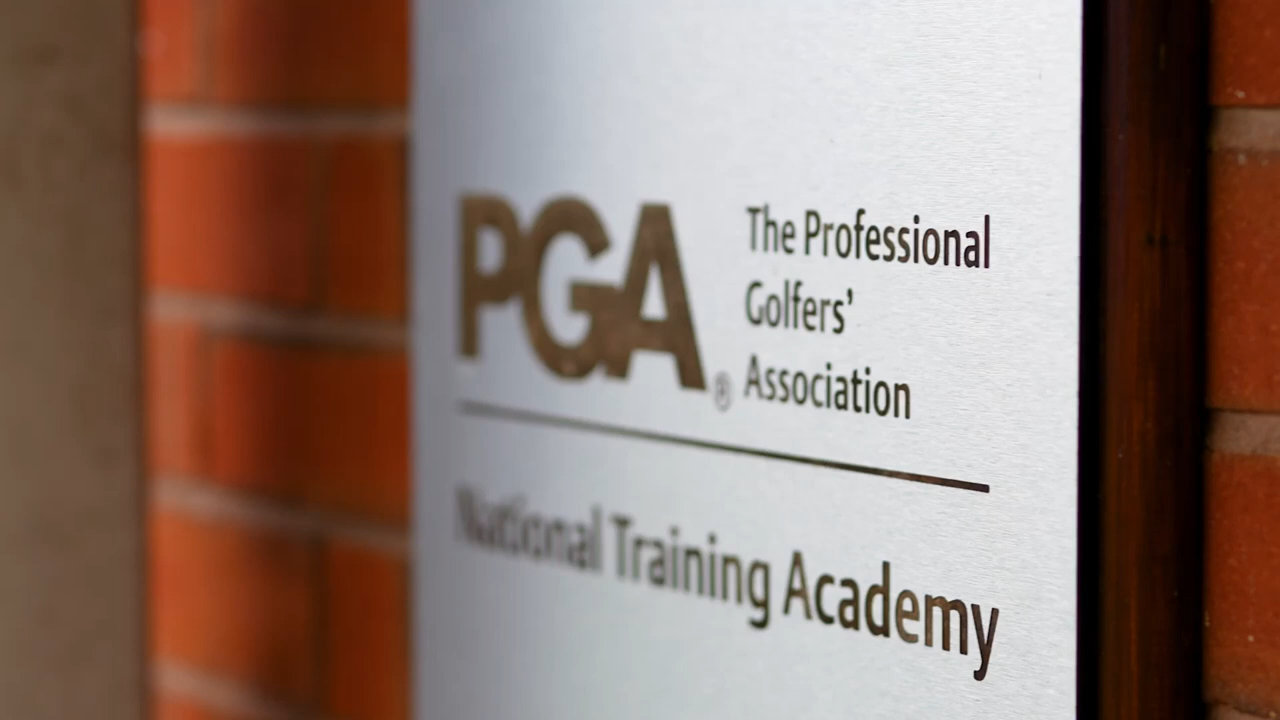 PGA®
The Professional
Golfers’
Association
National Training Academy